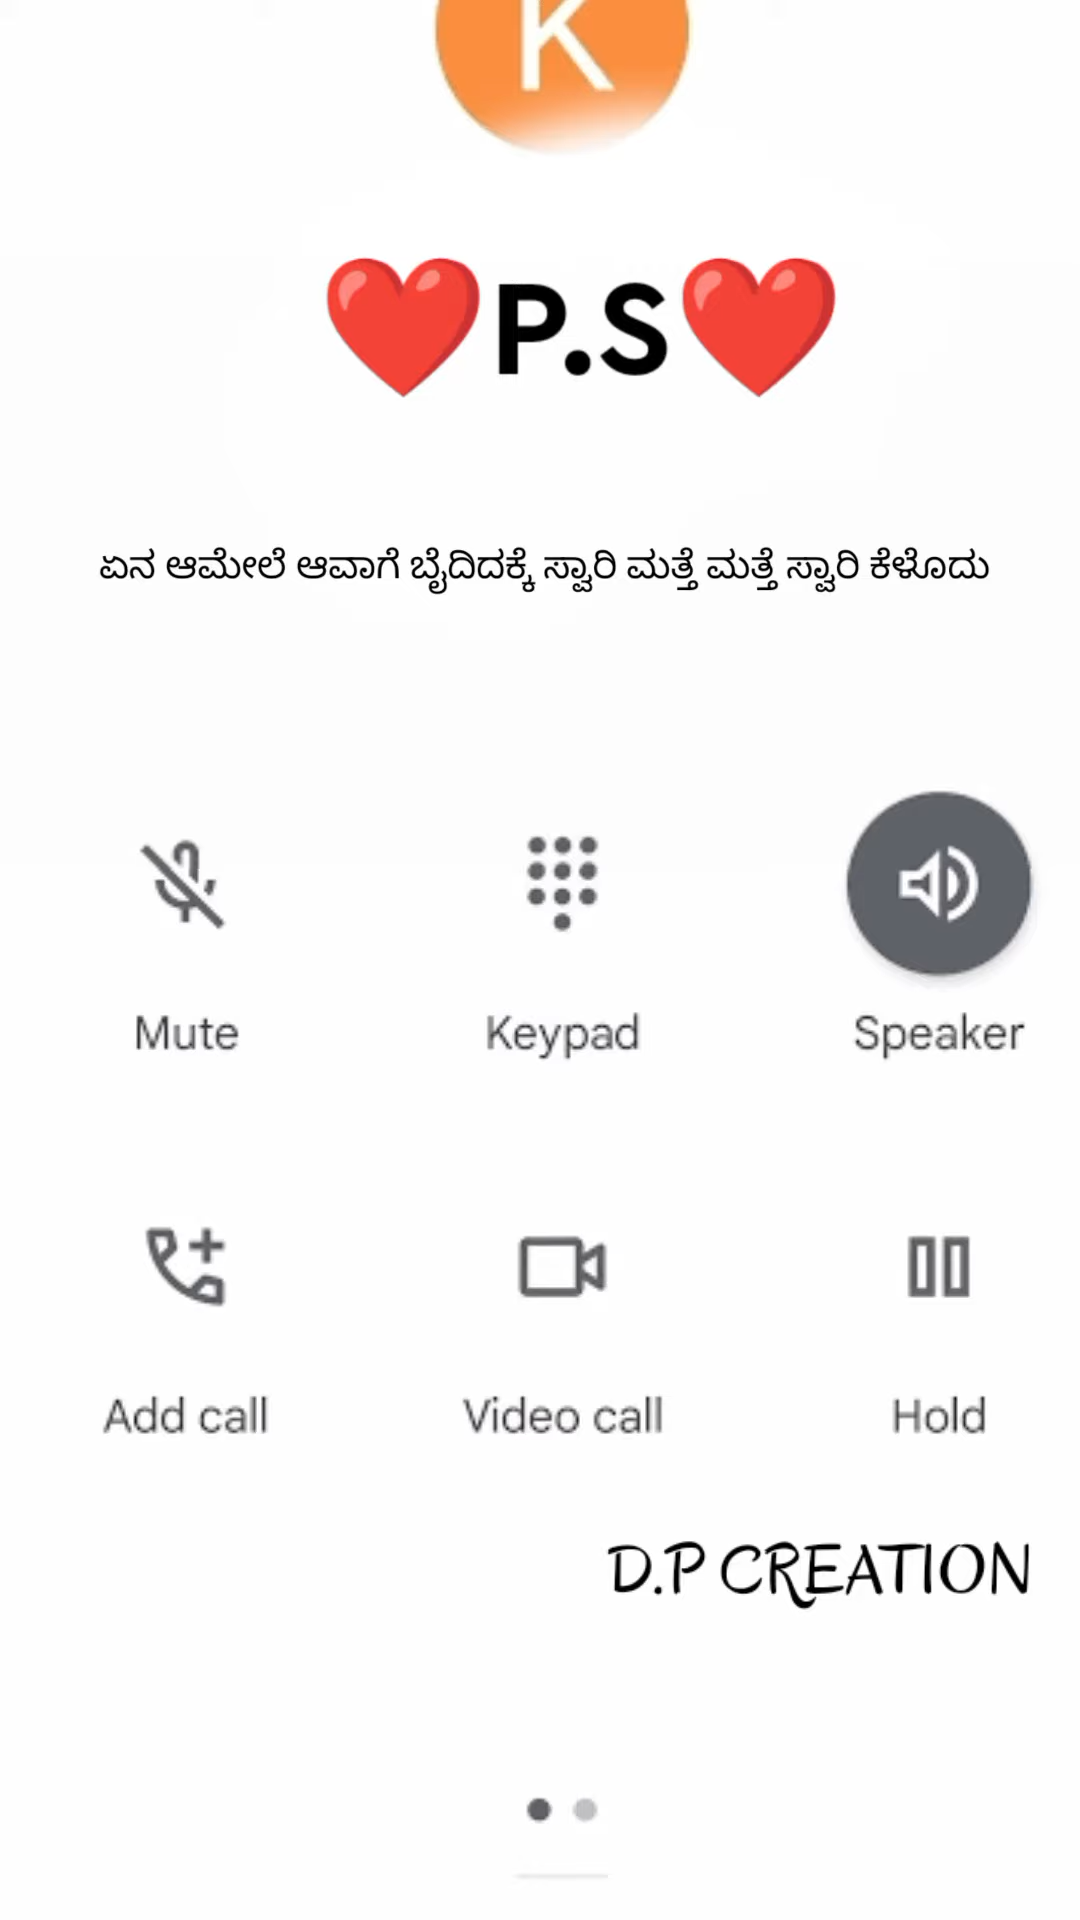 K
❤️P.S❤️
ಏನ ಆಮೇಲೆ ಆವಾಗೆ ಬೈದಿದಕ್ಕೆ ಸ್ವಾರಿ ಮತ್ತೆ ಮತ್ತೆ ಸ್ವಾರಿ ಕೆಳೊದು
Mute Keypad Speaker
Add call Video call Hold
D.P CREATION